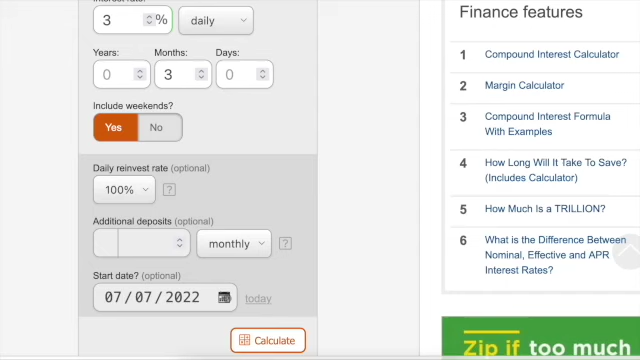 Interest rate:
3 % daily
Years: Months: Days:
0 3 0
Include weekends?
Yes No
Daily reinvest rate (optional)
100% ?
Additional deposits (optional)
monthly ?
Start date? (optional)
07/07/2022 today
Calculate
Finance features
1 Compound Interest Calculator
2 Margin Calculator
3 Compound Interest Formula
With Examples
4 How Long Will It Take To Save?
(Includes Calculator)
5 How Much Is a TRILLION?
6 What is the Difference Between
Nominal, Effective and APR
Interest Rates?
Zip if too much